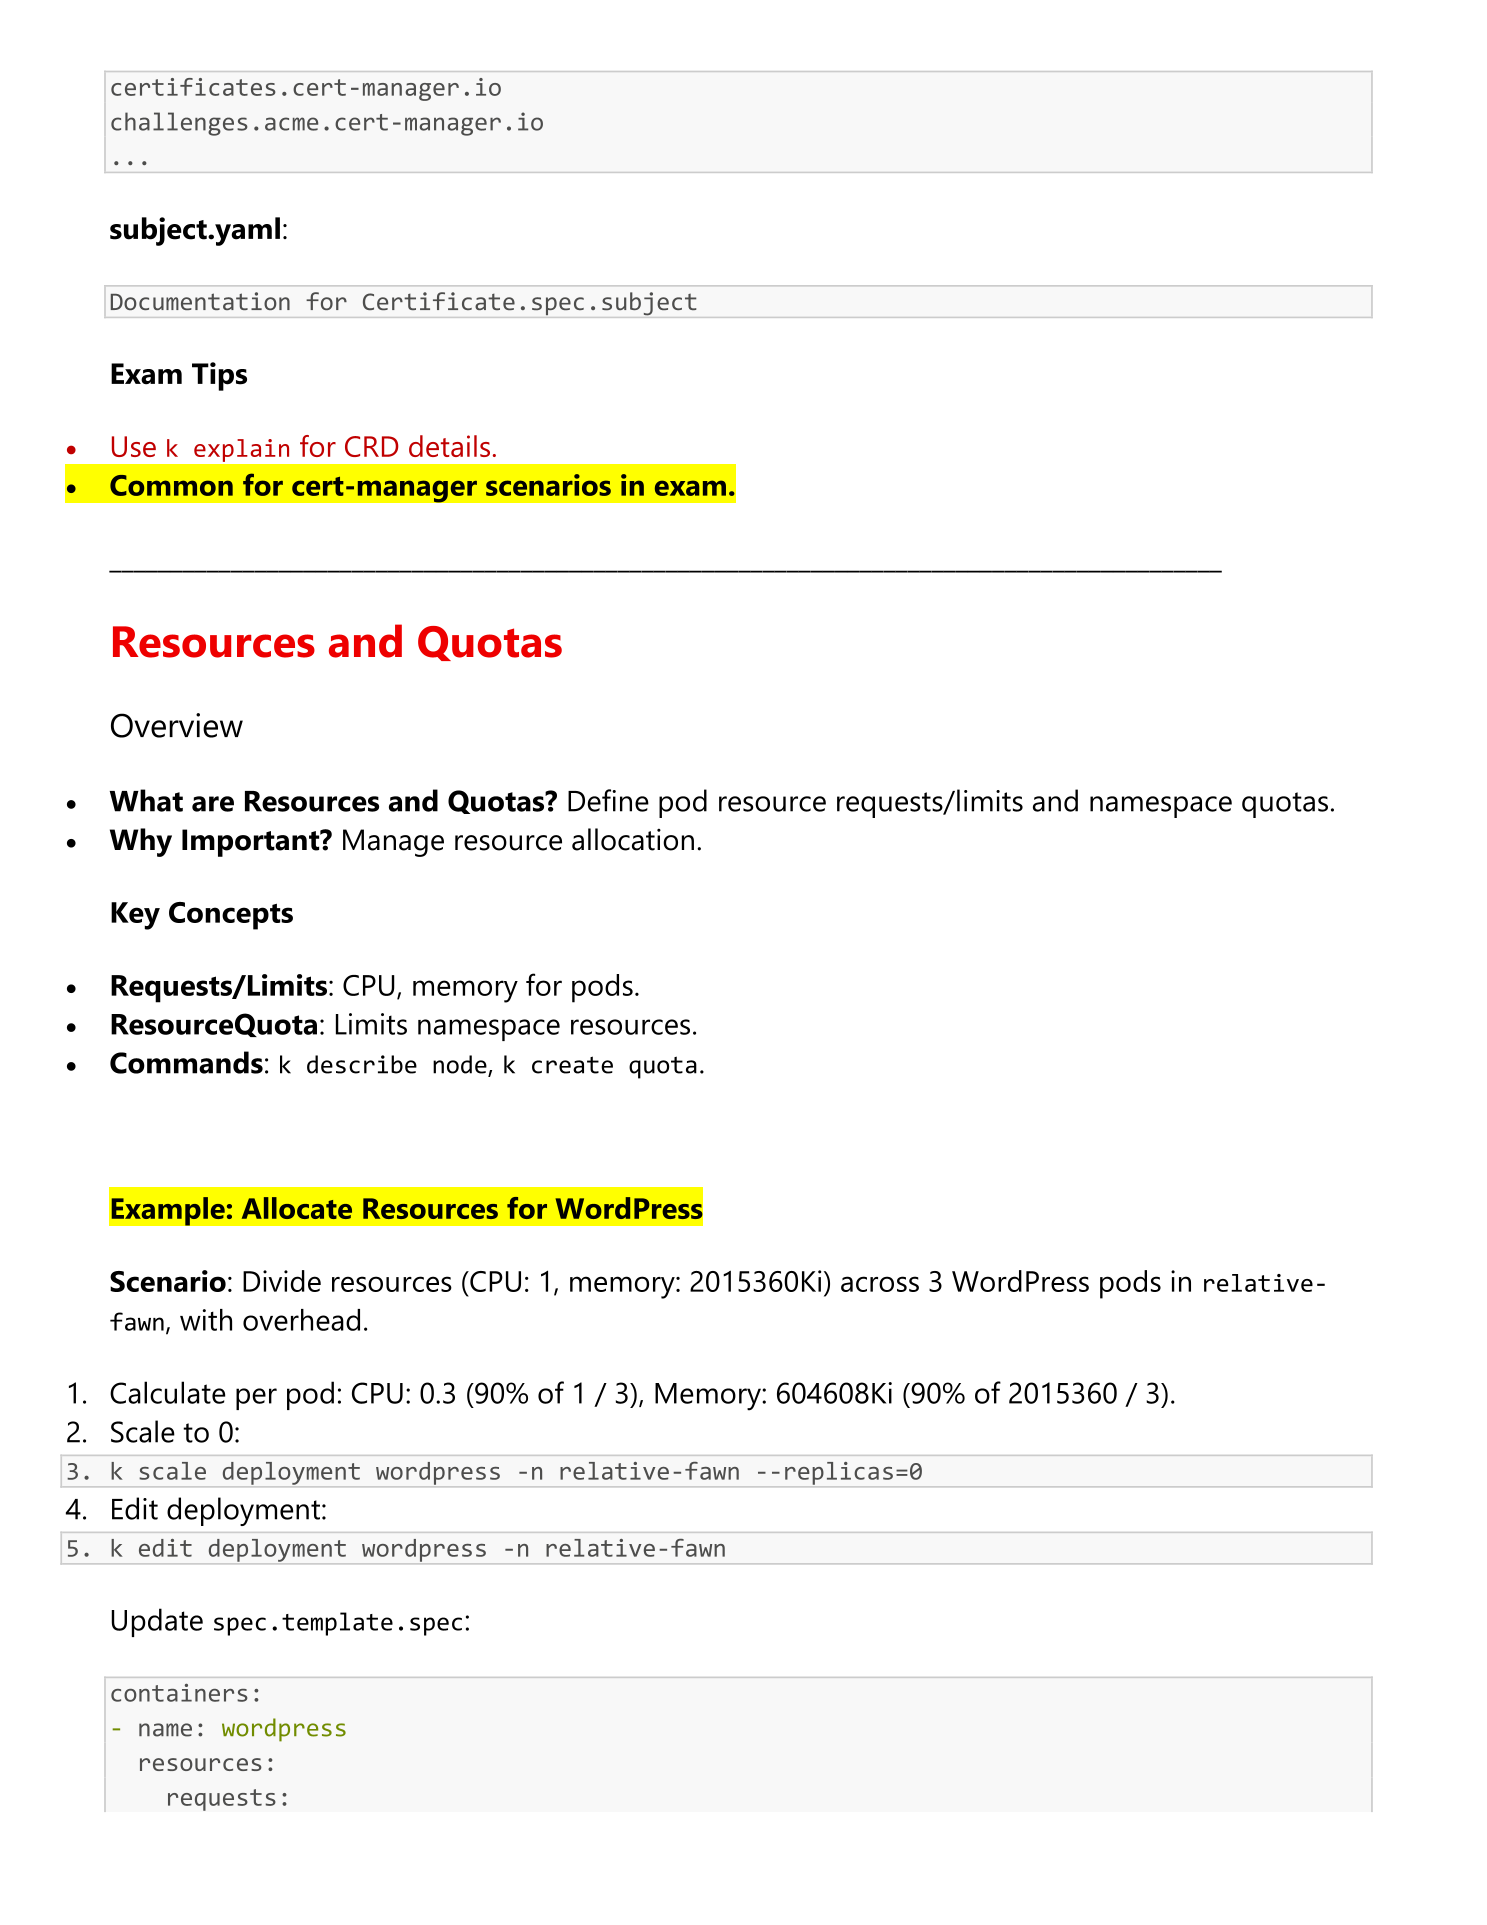 certificates.cert-manager.io
challenges.acme.cert-manager.io
...
subject.yaml:
Documentation for Certificate.spec.subject
Exam Tips
• Use k explain for CRD details.
• Common for cert-manager scenarios in exam.
Resources and Quotas
Overview
• What are Resources and Quotas? Define pod resource requests/limits and namespace quotas.
• Why Important? Manage resource allocation.
Key Concepts
• Requests/Limits: CPU, memory for pods.
• ResourceQuota: Limits namespace resources.
• Commands: k describe node, k create quota.
Example: Allocate Resources for WordPress
Scenario: Divide resources (CPU: 1, memory: 2015360Ki) across 3 WordPress pods in relative-
fawn, with overhead.
1. Calculate per pod: CPU: 0.3 (90% of 1 / 3), Memory: 604608Ki (90% of 2015360 / 3).
2. Scale to 0:
3. k scale deployment wordpress -n relative-fawn --replicas=0
4. Edit deployment:
5. k edit deployment wordpress -n relative-fawn
Update spec.template.spec:
containers:
- name: wordpress
  resources:
    requests: